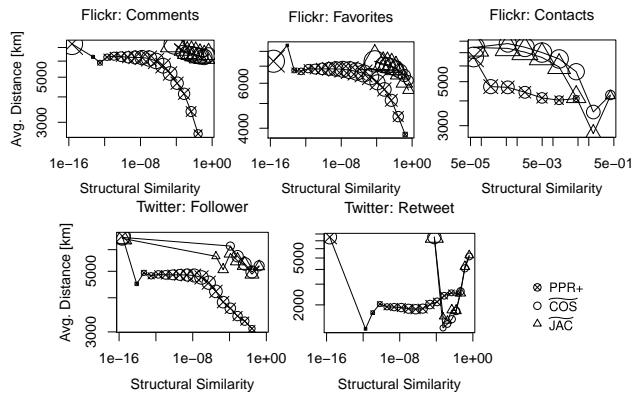 Flickr: Comments
Flickr: Favorites
Flickr: Contacts
Avg. Distance [km]
3000 5000
4000 6000
3000 5000
1e−16 1e−08 1e+00
1e−16 1e−08 1e+00
5e−05 5e−03 5e−01
Structural Similarity
Structural Similarity
Structural Similarity
Twitter: Follower
Twitter: Retweet
Avg. Distance [km]
3000 5000
2000 5000
1e−16 1e−08 1e+00
1e−16 1e−08 1e+00
Structural Similarity
Structural Similarity
PPR+
COS
JAC